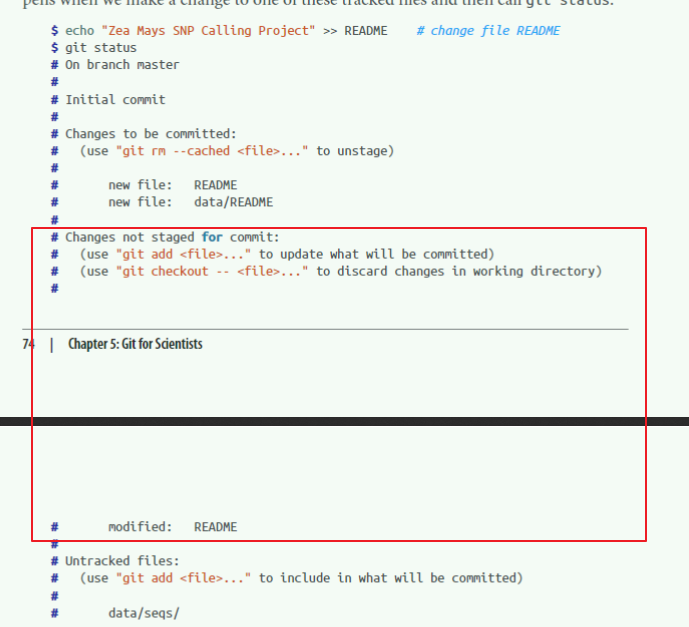 pens when we make a change to one of these tracked files and then call git status:
$ echo "Zea Mays SNP Calling Project" >> README    # change file README
$ git status
# On branch master
#
# Initial commit
#
# Changes to be committed:
#   (use "git rm --cached <file>..." to unstage)
#
#       new file:   README
#       new file:   data/README
#
# Changes not staged for commit:
#   (use "git add <file>..." to update what will be committed)
#   (use "git checkout -- <file>..." to discard changes in working directory)
#
74 | Chapter 5: Git for Scientists
#       modified:   README
#
# Untracked files:
#   (use "git add <file>..." to include in what will be committed)
#
#       data/seqs/